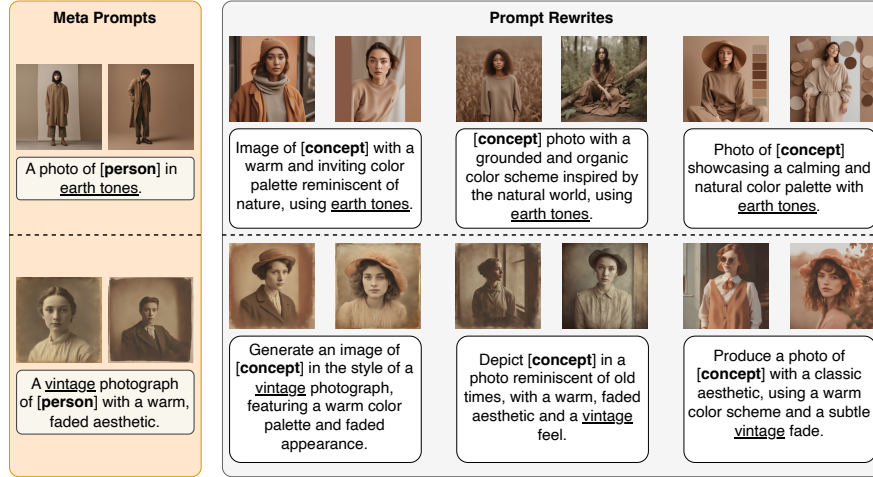 Meta Prompts
Prompt Rewrites
A photo of [person] in
earth tones.
Image of [concept] with a
warm and inviting color
palette reminiscent of
nature, using earth tones.
[concept] photo with a
grounded and organic
color scheme inspired by
the natural world, using
earth tones.
Photo of [concept]
showcasing a calming and
natural color palette with
earth tones.
A vintage photograph
of [person] with a warm,
faded aesthetic.
Generate an image of
[concept] in the style of a
vintage photograph,
featuring a warm color
palette and faded
appearance.
Depict [concept] in a
photo reminiscent of old
times, with a warm, faded
aesthetic and a vintage
feel.
Produce a photo of
[concept] with a classic
aesthetic, using a warm
color scheme and a subtle
vintage fade.